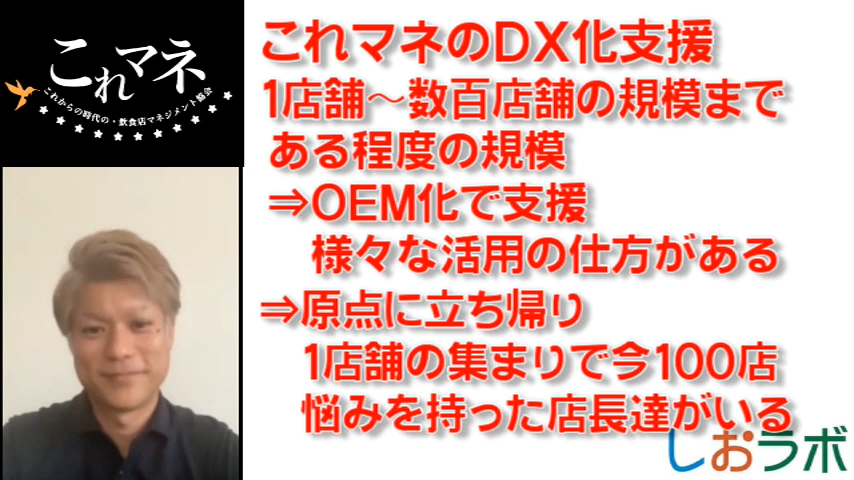 これマネ
これからの時代の・飲食店マネジメント協会
これマネのDX化支援
1店舗～数百店舗の規模まで
ある程度の規模
⇒OEM化で支援
様々な活用の仕方がある
⇒原点に立ち帰り
1店舗の集まりで今100店
悩みを持った店長達がいる
しおラボ